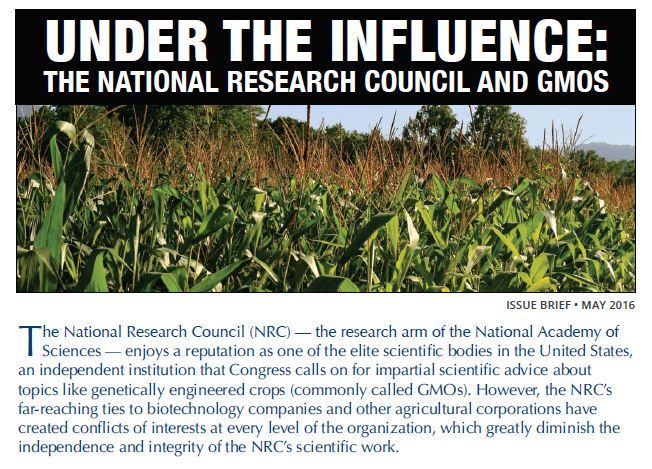 UNDER THE INFLUENCE:
THE NATIONAL RESEARCH COUNCIL AND GMOS
ISSUE BRIEF • MAY 2016
The National Research Council (NRC) — the research arm of the National Academy of
Sciences — enjoys a reputation as one of the elite scientific bodies in the United States,
an independent institution that Congress calls on for impartial scientific advice about
topics like genetically engineered crops (commonly called GMOs). However, the NRC’s
far-reaching ties to biotechnology companies and other agricultural corporations have
created conflicts of interests at every level of the organization, which greatly diminish the
independence and integrity of the NRC’s scientific work.